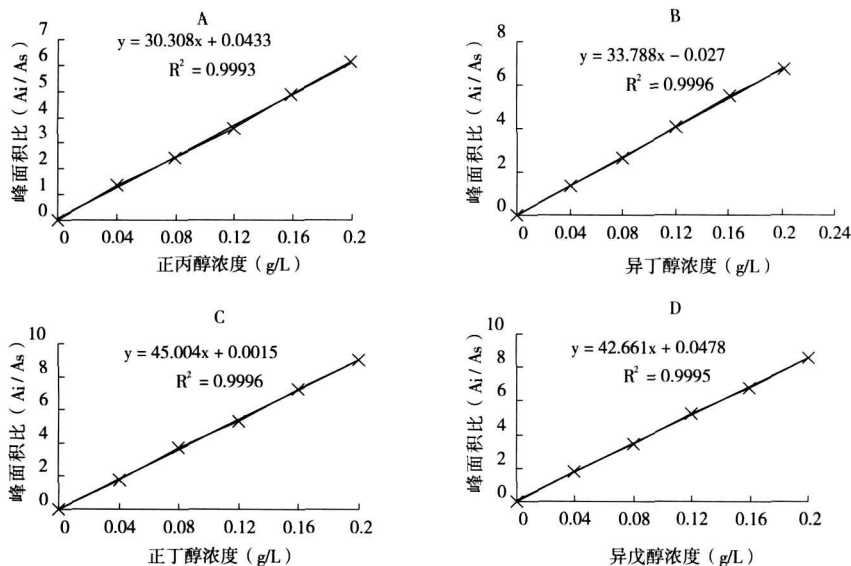 A
y = 30.308x + 0.0433
R² = 0.9993
峰面积比（Ai/As）
7
6
5
4
3
2
1
0
0 0.04 0.08 0.12 0.16 0.2
正丙醇浓度（g/L）
B
y = 33.788x − 0.027
R² = 0.9996
峰面积比（Ai/As）
8
6
4
2
0
0 0.04 0.08 0.12 0.16 0.2 0.24
异丁醇浓度（g/L）
C
y = 45.004x + 0.0015
R² = 0.9996
峰面积比（Ai/As）
10
8
6
4
2
0
0 0.04 0.08 0.12 0.16 0.2
正丁醇浓度（g/L）
D
y = 42.661x + 0.0478
R² = 0.9995
峰面积比（Ai/As）
10
8
6
4
2
0
0 0.04 0.08 0.12 0.16 0.2
异戊醇浓度（g/L）